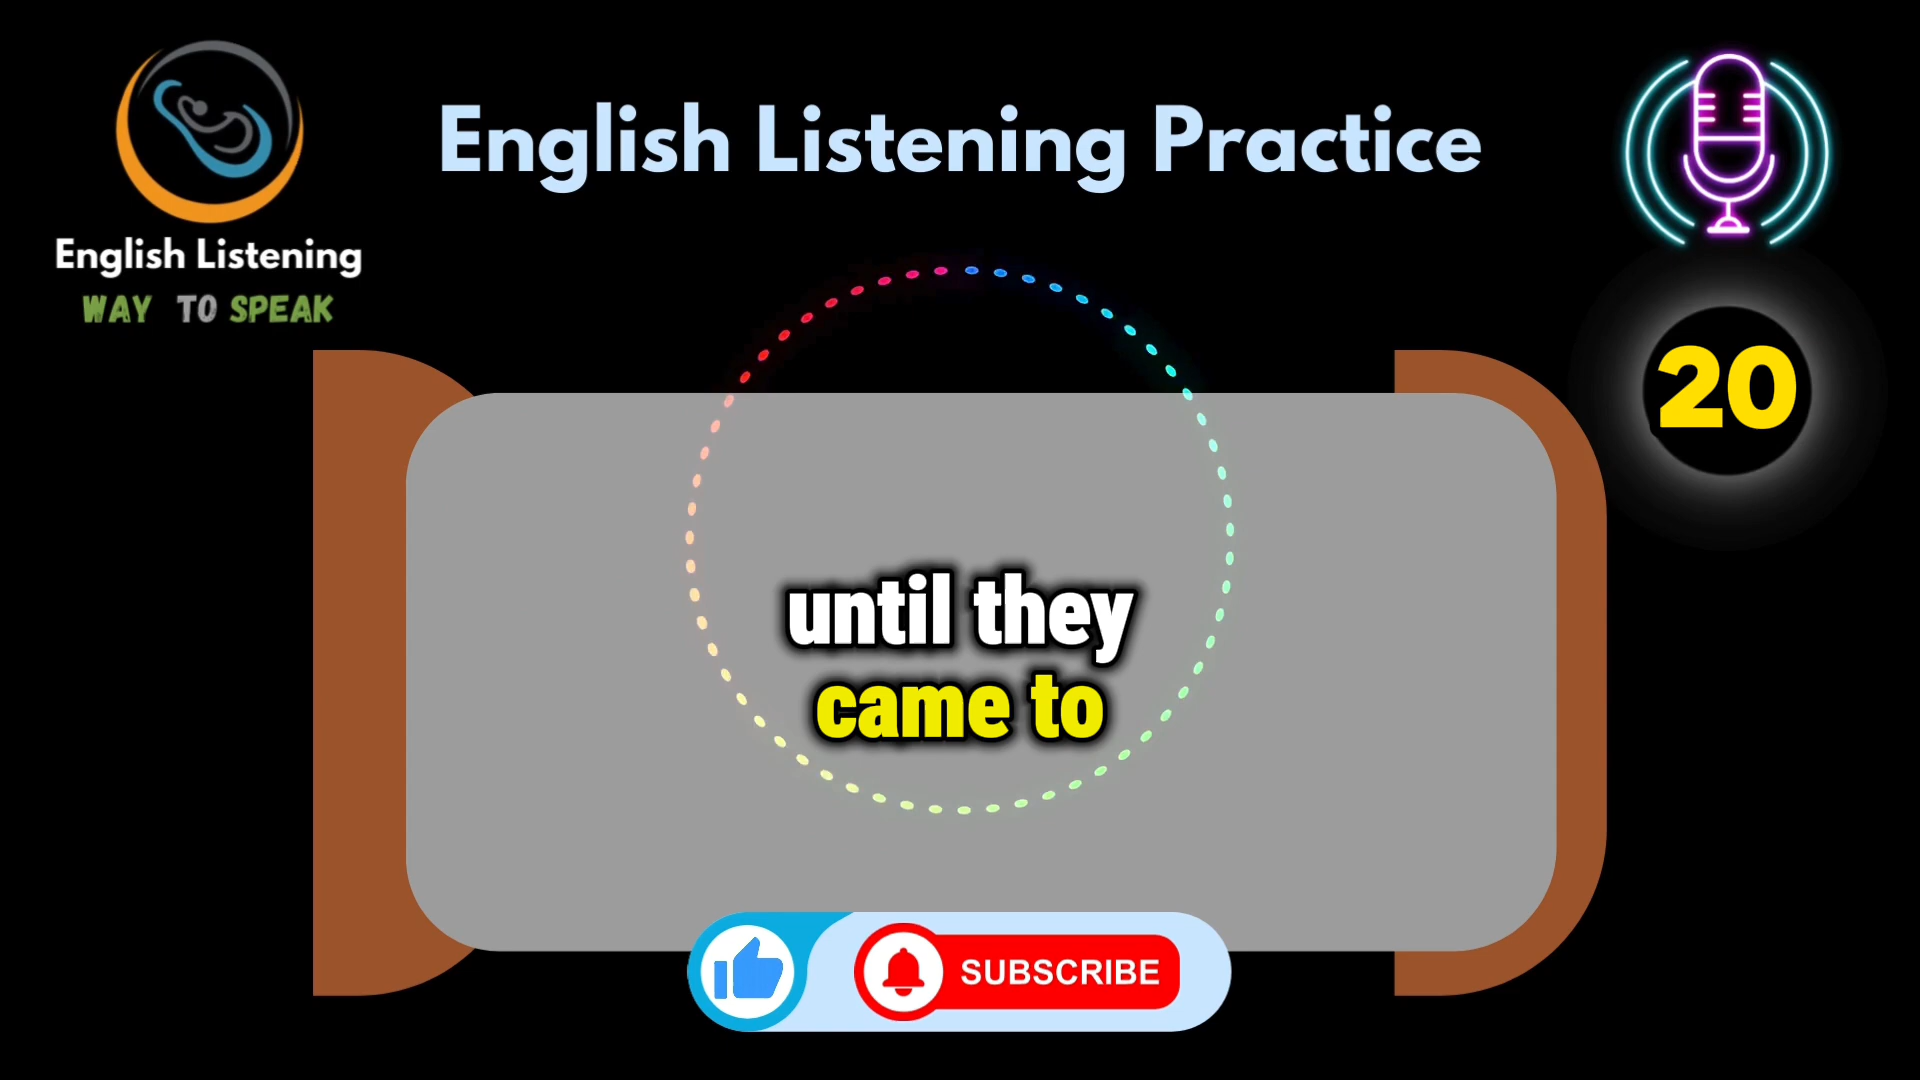 English Listening Practice
English Listening
WAY TO SPEAK
20
until they
came to
SUBSCRIBE